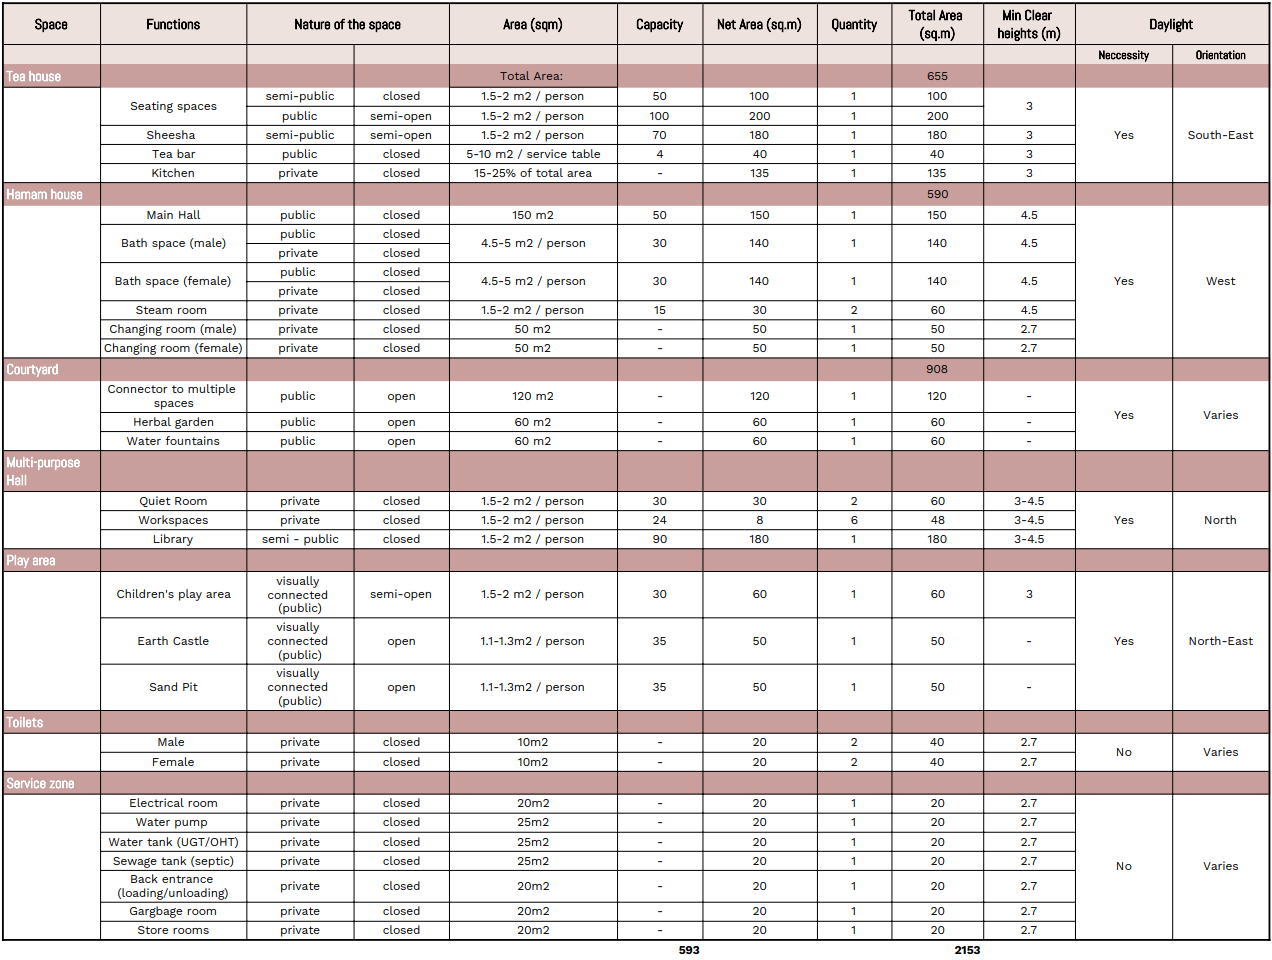 Space Functions Nature of the space Area (sqm) Capacity Net Area (sq.m) Quantity Total Area (sq.m) Min Clear heights (m) Daylight
Neccessity Orientation
Tea house Total Area: 655
Seating spaces semi-public closed 1.5-2 m2 / person 50 100 1 100 3 Yes South-East
public semi-open 1.5-2 m2 / person 100 200 1 200
Sheesha semi-public semi-open 1.5-2 m2 / person 70 180 1 180 3
Tea bar public closed 5-10 m2 / service table 4 40 1 40 3
Kitchen private closed 15-25% of total area - 135 1 135 3
Hamam house 590
Main Hall public closed 150 m2 50 150 1 150 4.5 Yes West
Bath space (male) public closed 4.5-5 m2 / person 30 140 1 140 4.5
private closed
Bath space (female) public closed 4.5-5 m2 / person 30 140 1 140 4.5
private closed
Steam room private closed 1.5-2 m2 / person 15 30 2 60 4.5
Changing room (male) private closed 50 m2 - 50 1 50 2.7
Changing room (female) private closed 50 m2 - 50 1 50 2.7
Courtyard 908
Connector to multiple spaces public open 120 m2 - 120 1 120 - Yes Varies
Herbal garden public open 60 m2 - 60 1 60 -
Water fountains public open 60 m2 - 60 1 60 -
Multi-purpose Hall
Quiet Room private closed 1.5-2 m2 / person 30 30 2 60 3-4.5 Yes North
Workspaces private closed 1.5-2 m2 / person 24 8 6 48 3-4.5
Library semi - public closed 1.5-2 m2 / person 90 180 1 180 3-4.5
Play area
Children's play area visually connected (public) semi-open 1.5-2 m2 / person 30 60 1 60 3 Yes North-East
Earth Castle visually connected (public) open 1.1-1.3m2 / person 35 50 1 50 -
Sand Pit visually connected (public) open 1.1-1.3m2 / person 35 50 1 50 -
Toilets
Male private closed 10m2 - 20 2 40 2.7 No Varies
Female private closed 10m2 - 20 2 40 2.7
Service zone
Electrical room private closed 20m2 - 20 1 20 2.7 No Varies
Water pump private closed 25m2 - 20 1 20 2.7
Water tank (UGT/OHT) private closed 25m2 - 20 1 20 2.7
Sewage tank (septic) private closed 25m2 - 20 1 20 2.7
Back entrance (loading/unloading) private closed 20m2 - 20 1 20 2.7
Gargbage room private closed 20m2 - 20 1 20 2.7
Store rooms private closed 20m2 - 20 1 20 2.7
593 2153